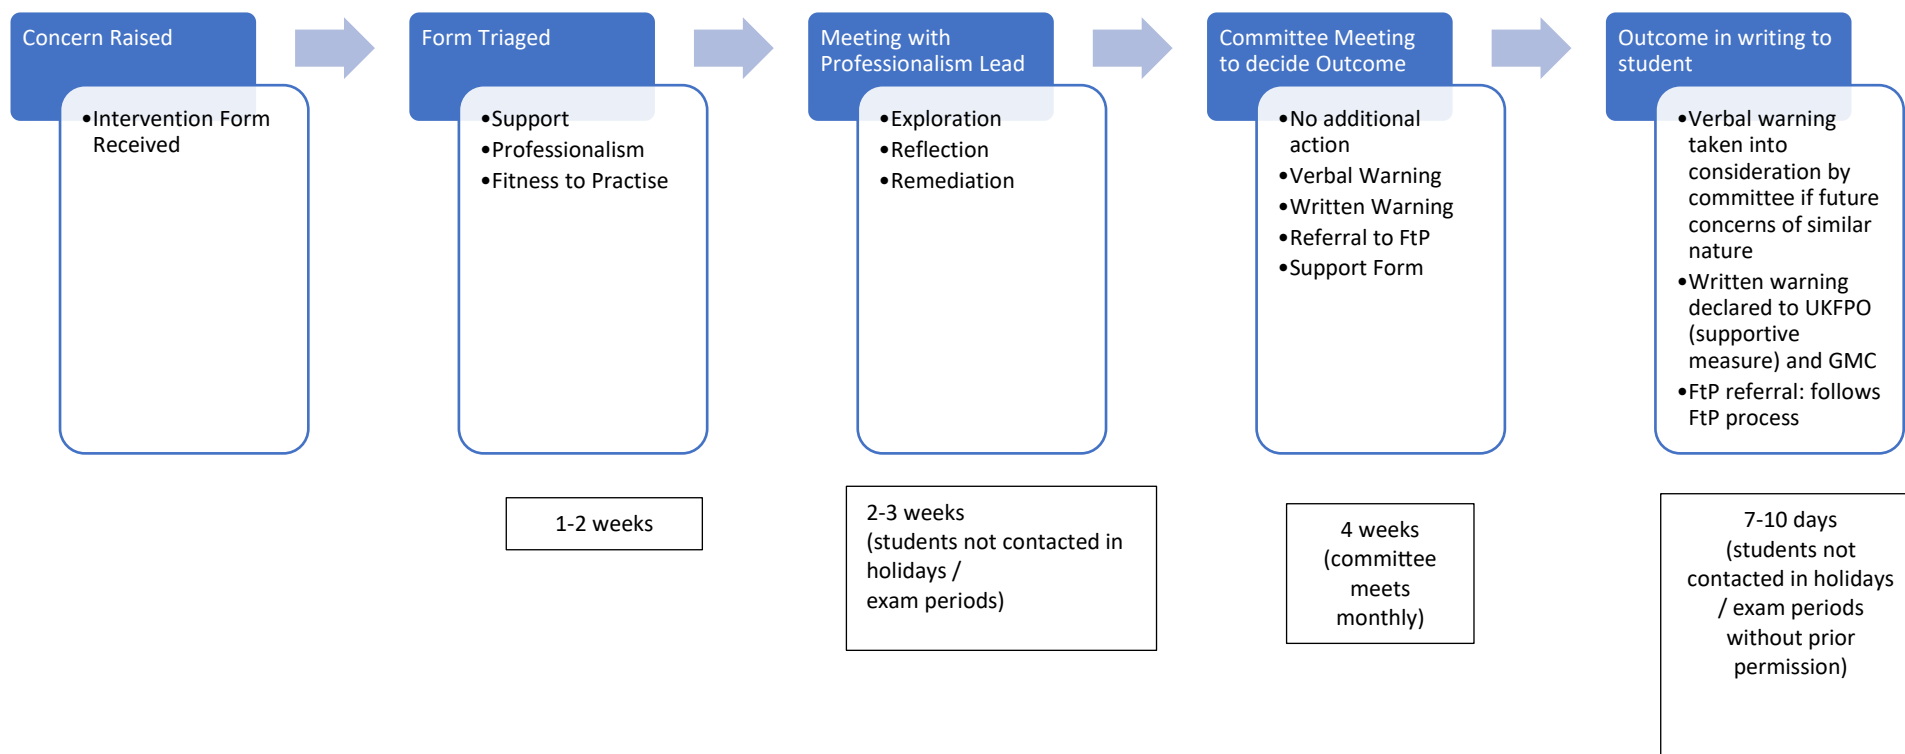 Concern Raised
•Intervention Form
Received
Form Triaged
•Support
•Professionalism
•Fitness to Practise
1-2 weeks
Meeting with
Professionalism Lead
•Exploration
•Reflection
•Remediation
2-3 weeks
(students not contacted in
holidays /
exam periods)
Committee Meeting
to decide Outcome
•No additional
action
•Verbal Warning
•Written Warning
•Referral to FtP
•Support Form
4 weeks
(committee
meets
monthly)
Outcome in writing to
student
•Verbal warning
taken into
consideration by
committee if future
concerns of similar
nature
•Written warning
declared to UKFPO
(supportive
measure) and GMC
•FtP referral: follows
FtP process
7-10 days
(students not
contacted in holidays
/ exam periods
without prior
permission)